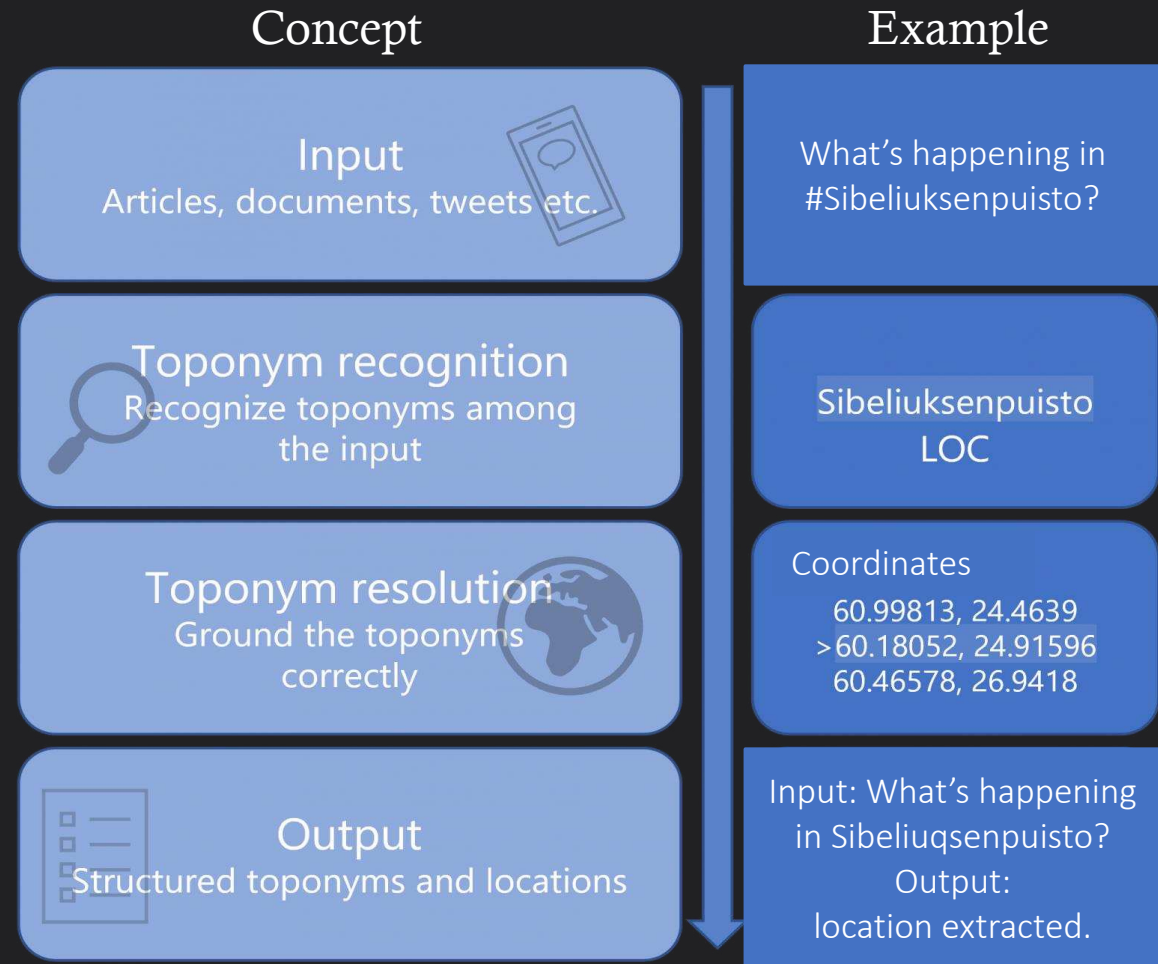 Concept
Example
Input
Articles, documents, tweets etc.
What's happening in
#Sibeliuksenpuisto?
Toponym recognition
Recognize toponyms among
the input
Sibeliuksenpuisto
LOC
Toponym resolution
Ground the toponyms
correctly
Coordinates
60.99813, 24.4639
>60.18052, 24.91596
60.46578, 26.9418
Output
Structured toponyms and locations
Input: What's happening
in Sibeliuqsenpuisto?
Output:
location extracted.